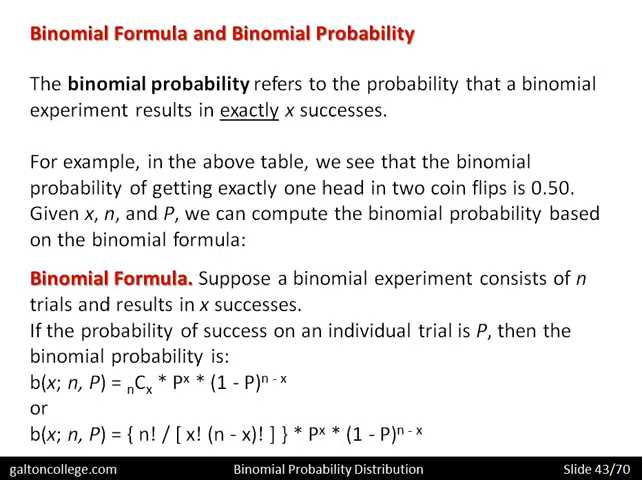 Binomial Formula and Binomial Probability
The binomial probability refers to the probability that a binomial
experiment results in exactly x successes.
For example, in the above table, we see that the binomial
probability of getting exactly one head in two coin flips is 0.50.
Given x, n, and P, we can compute the binomial probability based
on the binomial formula:
Binomial Formula. Suppose a binomial experiment consists of n
trials and results in x successes.
If the probability of success on an individual trial is P, then the
binomial probability is:
b(x; n, P) = ₙCₓ * Pˣ * (1 - P)ⁿ ⁻ ˣ
or
b(x; n, P) = { n! / [ x! (n - x)! ] } * Pˣ * (1 - P)ⁿ ⁻ ˣ
galtoncollege.com Binomial Probability Distribution Slide 43/70